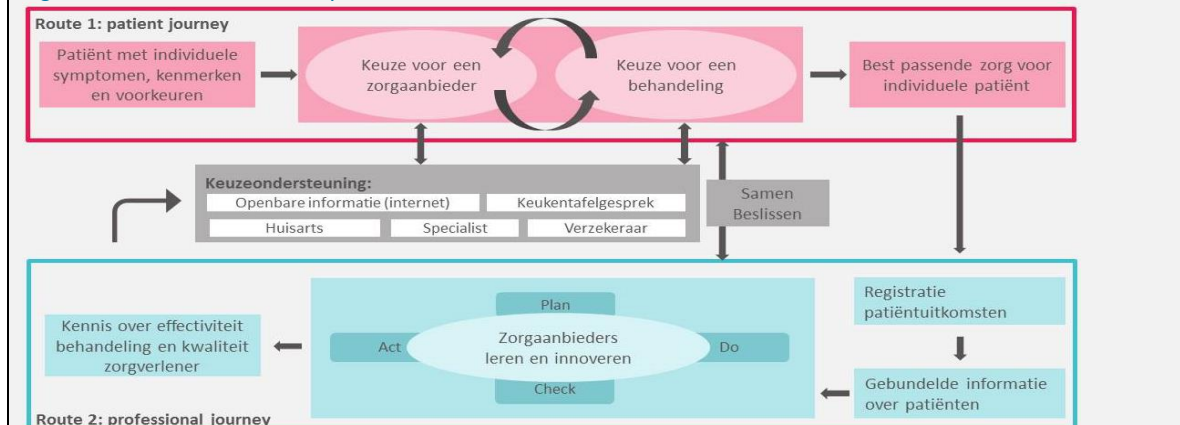 Route 1: patient journey
Patiënt met individuele
symptomen, kenmerken
en voorkeuren
Keuze voor een
zorgaanbieder
Keuze voor een
behandeling
Best passende zorg voor
individuele patiënt
Keuzeondersteuning:
Openbare informatie (internet)
Keukentafelgesprek
Huisarts
Specialist
Verzekeraar
Samen
Beslissen
Kennis over effectiviteit
behandeling en kwaliteit
zorgverlener
Plan
Act
Zorgaanbieders
leren en innoveren
Do
Check
Registratie
patiëntuitkomsten
Gebundelde informatie
over patiënten
Route 2: professional journey